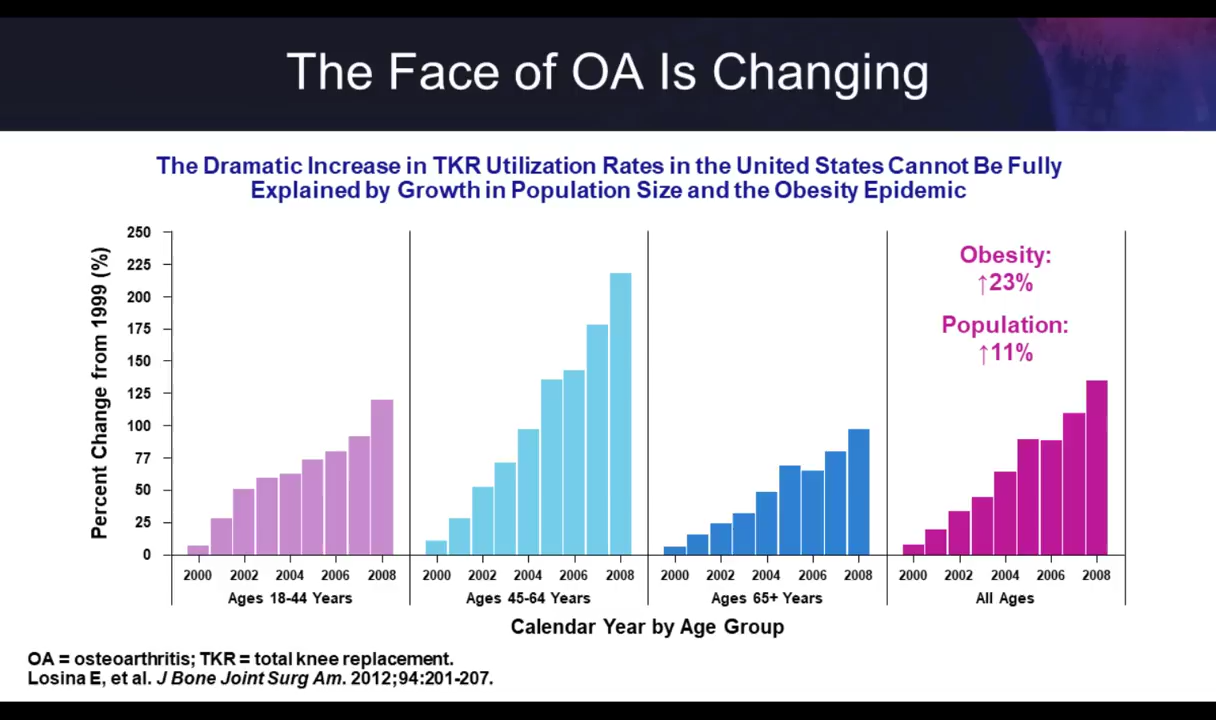 The Face of OA Is Changing
The Dramatic Increase in TKR Utilization Rates in the United States Cannot Be Fully
Explained by Growth in Population Size and the Obesity Epidemic
Percent Change from 1999 (%)
250
225
200
175
150
125
100
77
50
25
0
Obesity:
↑23%
Population:
↑11%
2000 2002 2004 2006 2008
Ages 18-44 Years
2000 2002 2004 2006 2008
Ages 45-64 Years
2000 2002 2004 2006 2008
Ages 65+ Years
2000 2002 2004 2006 2008
All Ages
Calendar Year by Age Group
OA = osteoarthritis; TKR = total knee replacement.
Losina E, et al. J Bone Joint Surg Am. 2012;94:201-207.